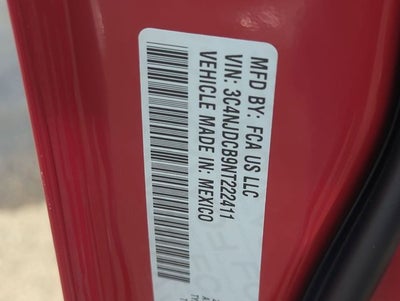 MFD BY: FCA US LLC
VIN: 3C4NJDCB9NT222411
VEHICLE MADE IN: MEXICO